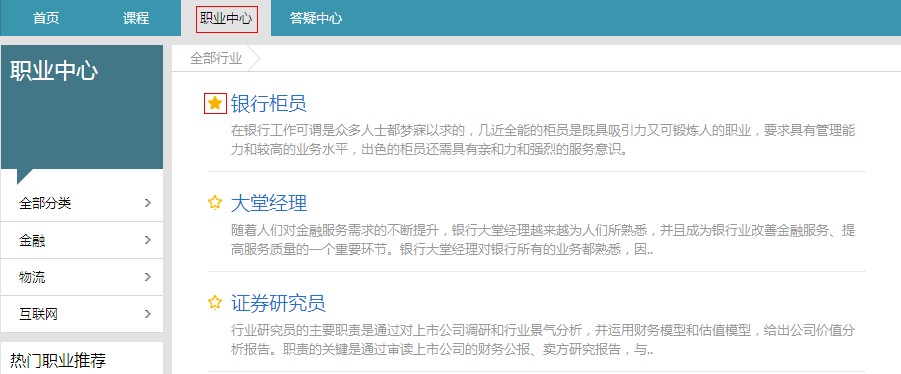 首页 课程 职业中心 答疑中心
职业中心
全部分类
金融
物流
互联网
热门职业推荐
全部行业
银行柜员
在银行工作可谓是众多人士都梦寐以求的，几近全能的柜员是既具吸引力又可锻炼人的职业，要求具有管理能
力和较高的业务水平，出色的柜员还需具有亲和力和强烈的服务意识。
大堂经理
随着人们对金融服务需求的不断提升，银行大堂经理越来越为人们所熟悉，并且成为银行业改善金融服务、提
高服务质量的一个重要环节。银行大堂经理对银行所有的业务都熟悉，因..
证券研究员
行业研究员的主要职责是通过对上市公司调研和行业景气分析，并运用财务模型和估值模型，给出公司价值分
析报告。职责的关键是通过审读上市公司的财务公报、卖方研究报告，与..